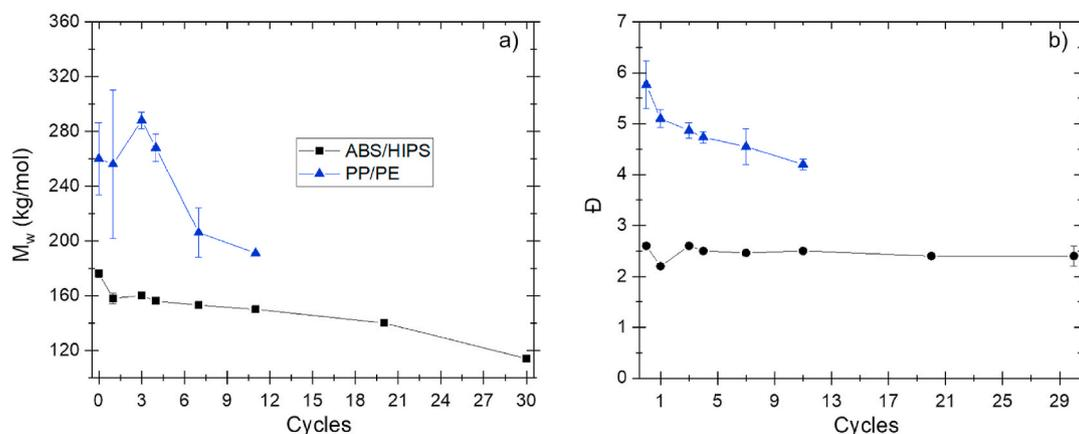 a)
360
320
280
240
200
160
120
M_w (kg/mol)
ABS/HIPS
PP/PE
0 3 6 9 12 15 18 21 24 27 30
Cycles
b)
7
6
5
4
3
2
1
0
Đ
1 5 9 13 17 21 25 29
Cycles